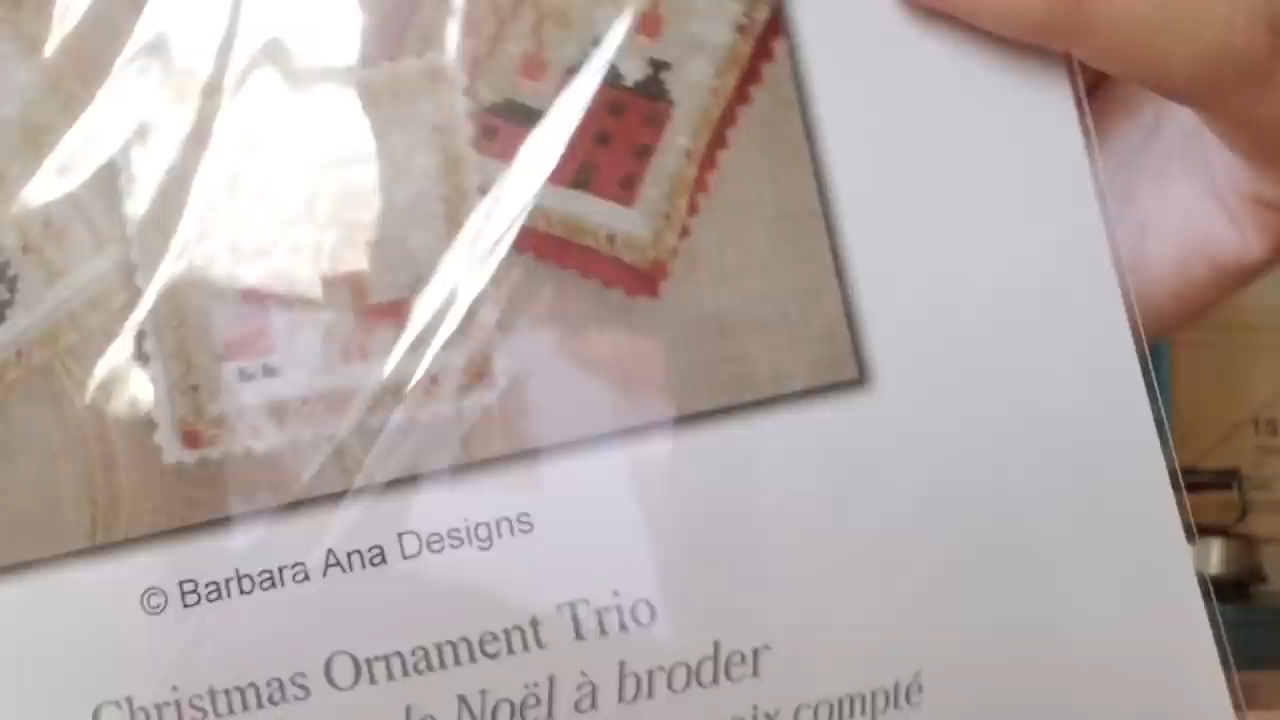 © Barbara Ana Designs
Christmas Ornament Trio
Noël à broder
compté